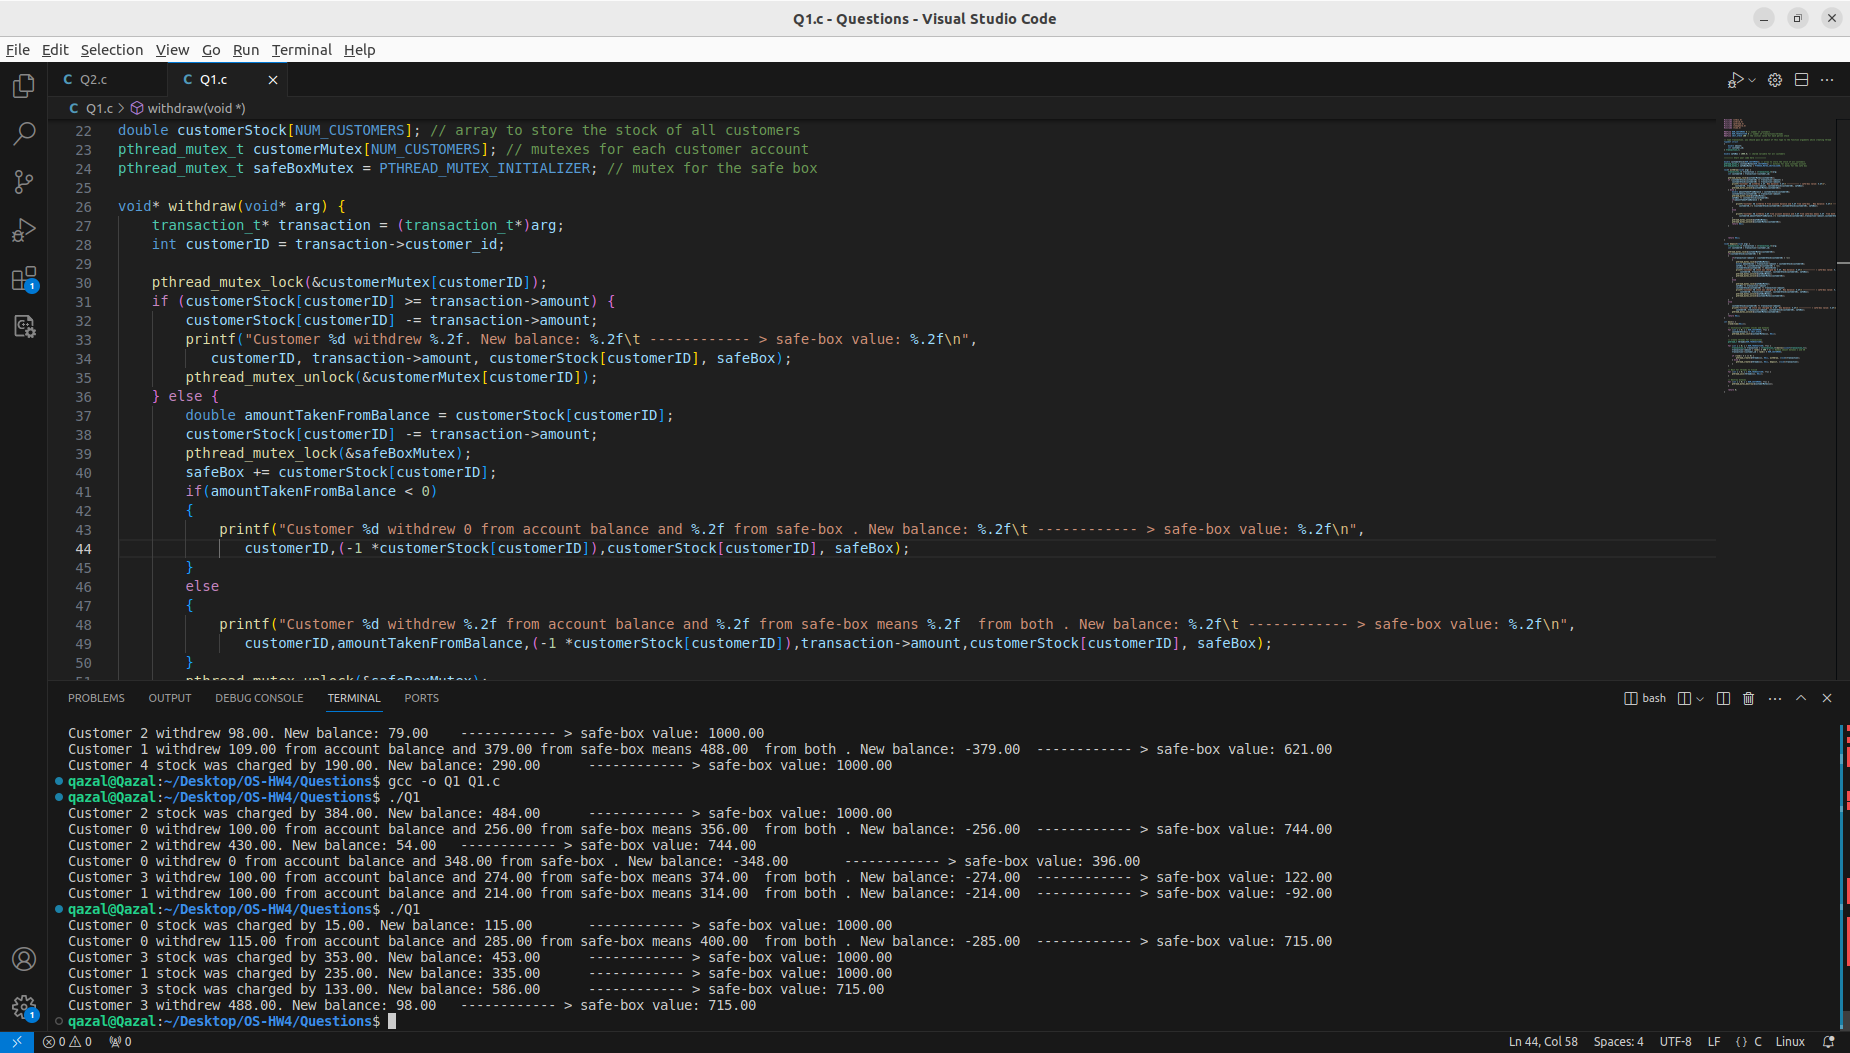 Q1.c - Questions - Visual Studio Code
File Edit Selection View Go Run Terminal Help
C Q2.c C Q1.c
C Q1.c > withdraw(void *)
22 double customerStock[NUM_CUSTOMERS]; // array to store the stock of all customers
23 pthread_mutex_t customerMutex[NUM_CUSTOMERS]; // mutexes for each customer account
24 pthread_mutex_t safeBoxMutex = PTHREAD_MUTEX_INITIALIZER; // mutex for the safe box
25
26 void* withdraw(void* arg) {
27 transaction_t* transaction = (transaction_t*)arg;
28 int customerID = transaction->customer_id;
29
30 pthread_mutex_lock(&customerMutex[customerID]);
31 if (customerStock[customerID] >= transaction->amount) {
32 customerStock[customerID] -= transaction->amount;
33 printf("Customer %d withdrew %.2f. New balance: %.2f\t ------------ > safe-box value: %.2f\n",
34 customerID, transaction->amount, customerStock[customerID], safeBox);
35 pthread_mutex_unlock(&customerMutex[customerID]);
36 } else {
37 double amountTakenFromBalance = customerStock[customerID];
38 customerStock[customerID] -= transaction->amount;
39 pthread_mutex_lock(&safeBoxMutex);
40 safeBox += customerStock[customerID];
41 if(amountTakenFromBalance < 0)
42 {
43 printf("Customer %d withdrew 0 from account balance and %.2f from safe-box . New balance: %.2f\t ------------ > safe-box value: %.2f\n",
44 customerID,(-1 *customerStock[customerID]),customerStock[customerID], safeBox);
45 }
46 else
47 {
48 printf("Customer %d withdrew %.2f from account balance and %.2f from safe-box means %.2f  from both . New balance: %.2f\t ------------ > safe-box value: %.2f\n",
49 customerID,amountTakenFromBalance,(-1 *customerStock[customerID]),transaction->amount,customerStock[customerID], safeBox);
50 }
51 pthread_mutex_unlock(&safeBoxMutex);
PROBLEMS OUTPUT DEBUG CONSOLE TERMINAL PORTS bash
Customer 2 withdrew 98.00. New balance: 79.00 ------------ > safe-box value: 1000.00
Customer 1 withdrew 109.00 from account balance and 379.00 from safe-box means 488.00  from both . New balance: -379.00 ------------ > safe-box value: 621.00
Customer 4 stock was charged by 190.00. New balance: 290.00 ------------ > safe-box value: 1000.00
qazal@Qazal:~/Desktop/OS-HW4/Questions$ gcc -o Q1 Q1.c
qazal@Qazal:~/Desktop/OS-HW4/Questions$ ./Q1
Customer 2 stock was charged by 384.00. New balance: 484.00 ------------ > safe-box value: 1000.00
Customer 0 withdrew 100.00 from account balance and 256.00 from safe-box means 356.00  from both . New balance: -256.00 ------------ > safe-box value: 744.00
Customer 2 withdrew 430.00. New balance: 54.00 ------------ > safe-box value: 744.00
Customer 0 withdrew 0 from account balance and 348.00 from safe-box . New balance: -348.00 ------------ > safe-box value: 396.00
Customer 3 withdrew 100.00 from account balance and 274.00 from safe-box means 374.00  from both . New balance: -274.00 ------------ > safe-box value: 122.00
Customer 1 withdrew 100.00 from account balance and 214.00 from safe-box means 314.00  from both . New balance: -214.00 ------------ > safe-box value: -92.00
qazal@Qazal:~/Desktop/OS-HW4/Questions$ ./Q1
Customer 0 stock was charged by 15.00. New balance: 115.00 ------------ > safe-box value: 1000.00
Customer 0 withdrew 115.00 from account balance and 285.00 from safe-box means 400.00  from both . New balance: -285.00 ------------ > safe-box value: 715.00
Customer 3 stock was charged by 353.00. New balance: 453.00 ------------ > safe-box value: 1000.00
Customer 1 stock was charged by 235.00. New balance: 335.00 ------------ > safe-box value: 1000.00
Customer 3 stock was charged by 133.00. New balance: 586.00 ------------ > safe-box value: 715.00
Customer 3 withdrew 488.00. New balance: 98.00 ------------ > safe-box value: 715.00
qazal@Qazal:~/Desktop/OS-HW4/Questions$
1
1
0 0 0 Ln 44, Col 58 Spaces: 4 UTF-8 LF {} C Linux